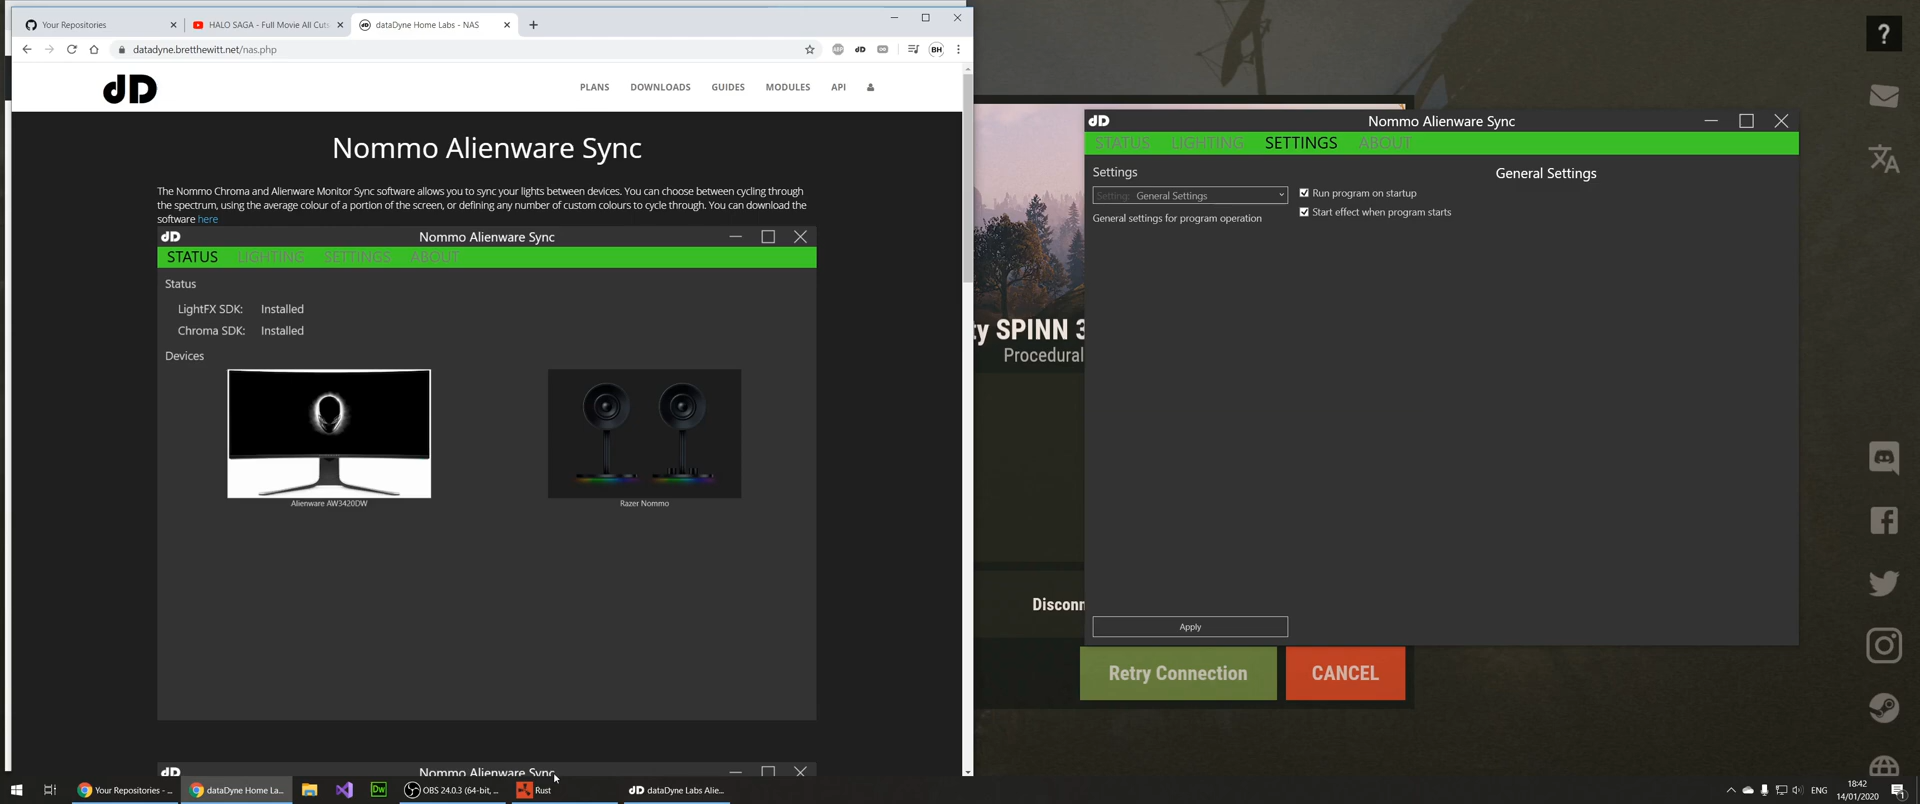 Your Repositories
HALO SAGA - Full Movie All Cuts
dataDyne Home Labs - NAS
datadyne.bretthewitt.net/nas.php
BH
dD
PLANS
DOWNLOADS
GUIDES
MODULES
API
Nommo Alienware Sync
The Nommo Chroma and Alienware Monitor Sync software allows you to sync your lights between devices. You can choose between cycling through
the spectrum, using the average colour of a portion of the screen, or defining any number of custom colours to cycle through. You can download the
software here
dD
Nommo Alienware Sync
STATUS LIGHTING SETTINGS ABOUT
Status
LightFX SDK: Installed
Chroma SDK: Installed
Devices
Alienware AW3420DW
Razer Nommo
dD
Nommo Alienware Sync
ty SPINN 3
Procedural
Disconn
Retry Connection
CANCEL
dD
Nommo Alienware Sync
STATUS LIGHTING SETTINGS ABOUT
Settings
Setting: General Settings
General settings for program operation
General Settings
Run program on startup
Start effect when program starts
Apply
?
Your Repositories - ...
dataDyne Home La...
Dw
OBS 24.0.3 (64-bit, ...
Rust
dD dataDyne Labs Alie...
ENG
18:42
14/01/2020